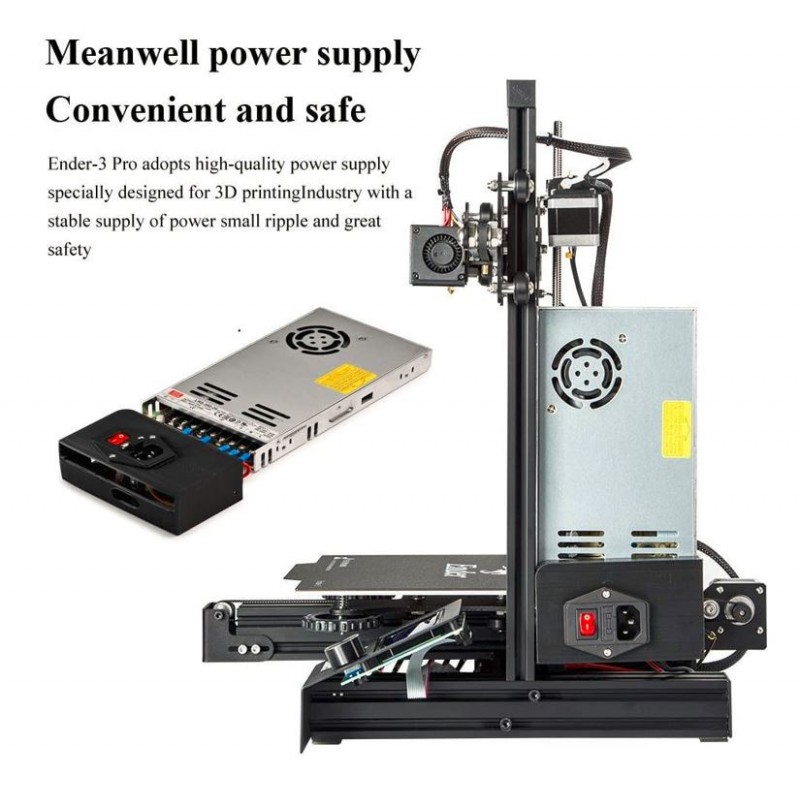 Meanwell power supply
Convenient and safe
Ender-3 Pro adopts high-quality power supply
specially designed for 3D printingIndustry with a
stable supply of power small ripple and great
safety